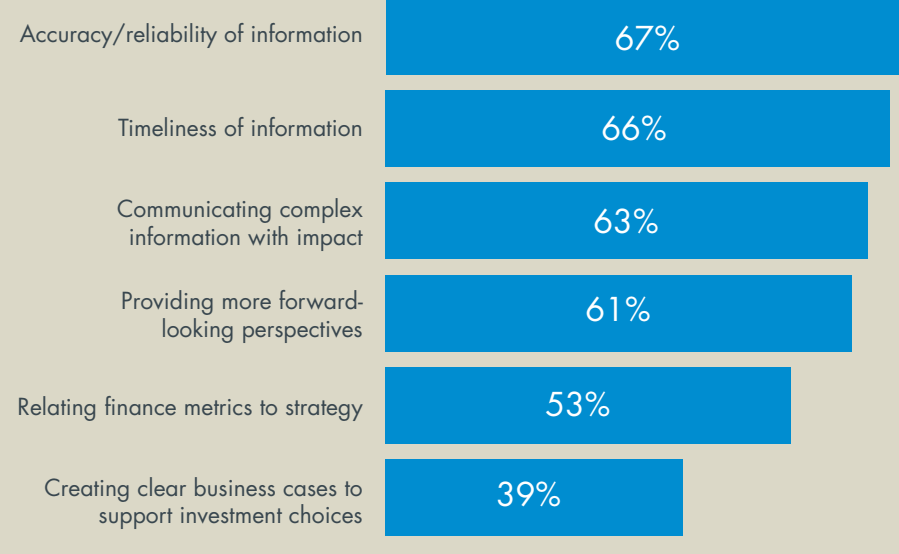 Accuracy/reliability of information
67%
Timeliness of information
66%
Communicating complex
information with impact
63%
Providing more forward-
looking perspectives
61%
Relating finance metrics to strategy
53%
Creating clear business cases to
support investment choices
39%